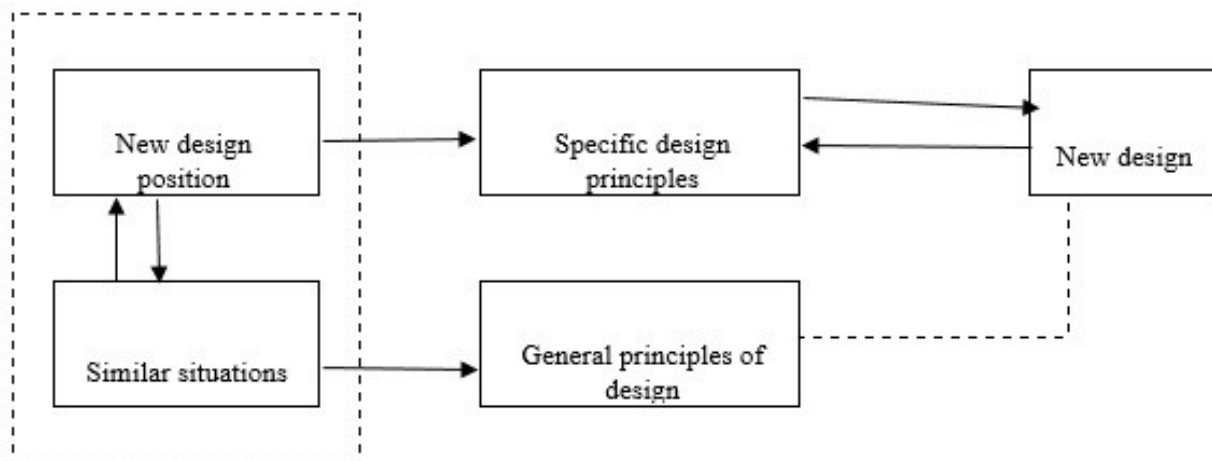 New design
position
Specific design
principles
New design
Similar situations
General principles of
design